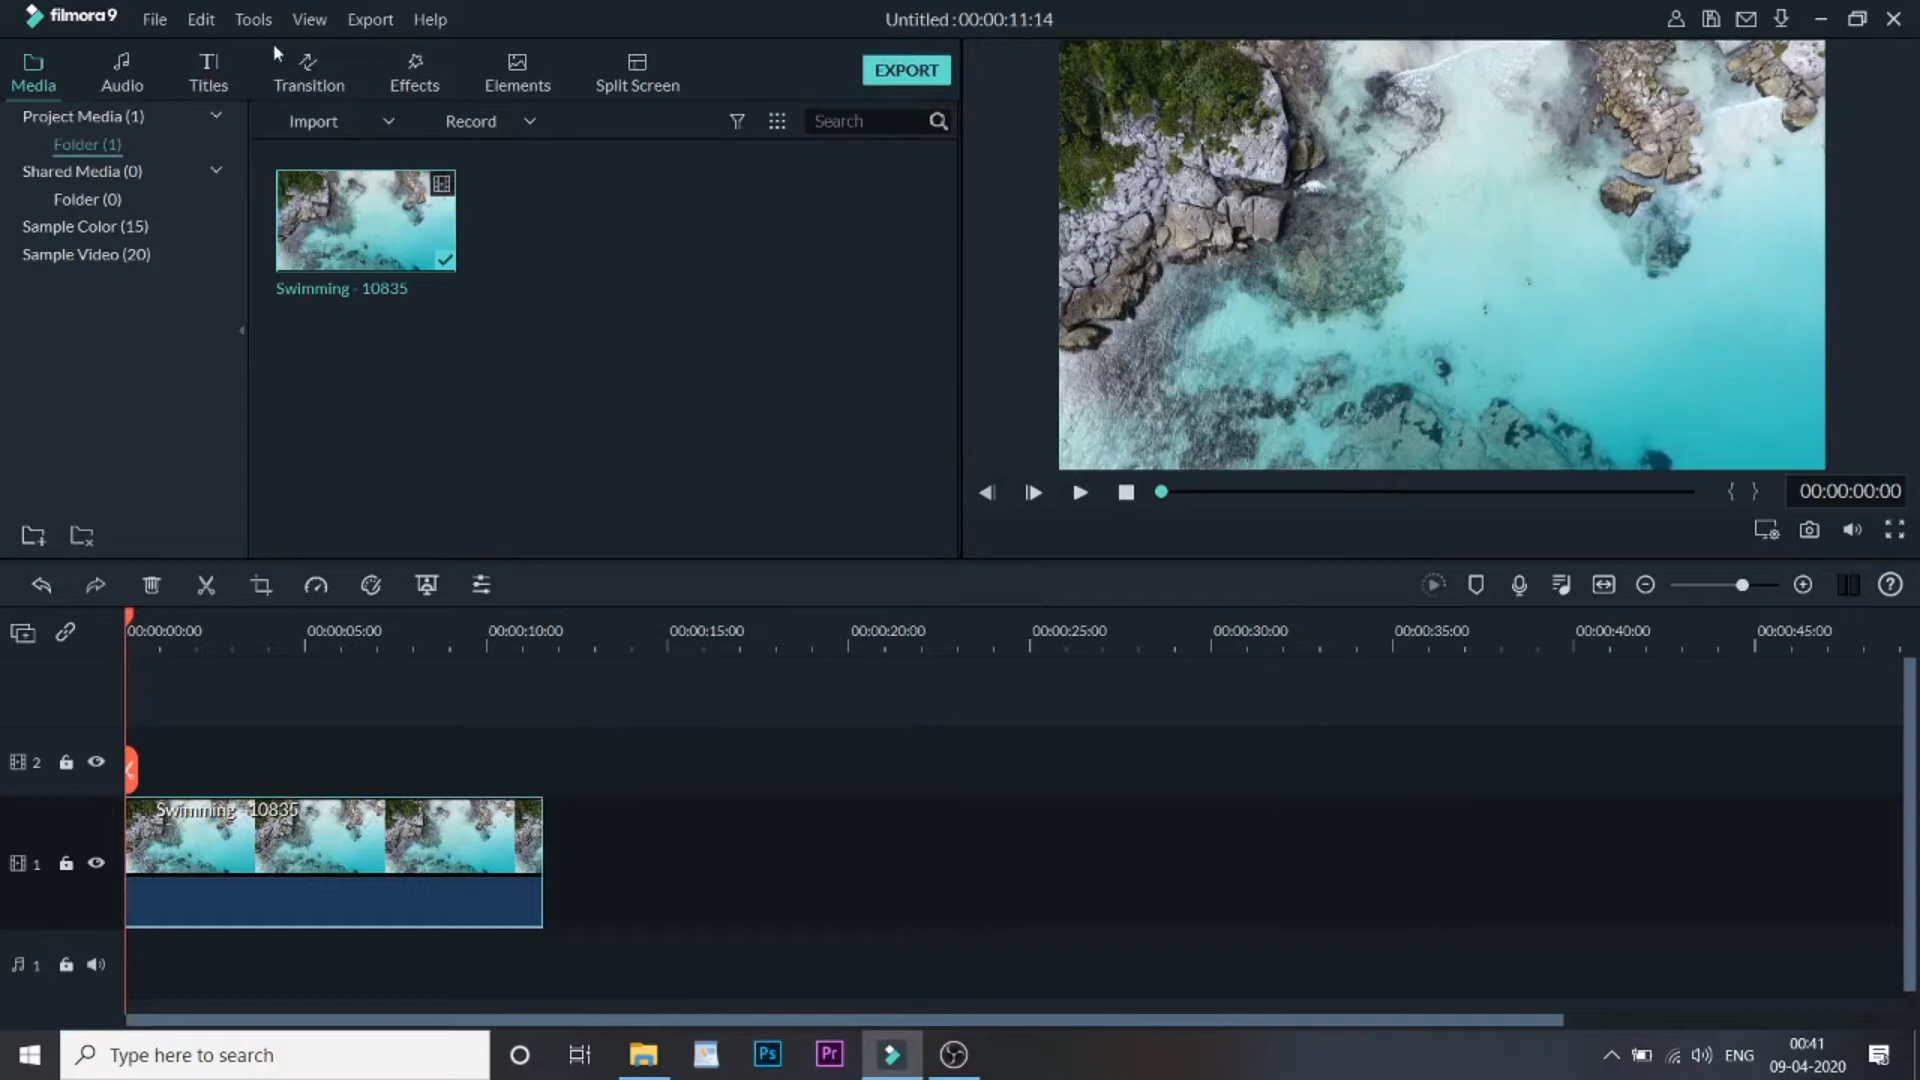 filmora9 File Edit Tools View Export Help Untitled : 00:00:11:14
Media Audio Titles Transition Effects Elements Split Screen EXPORT
Project Media (1)
Folder (1)
Shared Media (0)
Folder (0)
Sample Color (15)
Sample Video (20)
Import Record Search
Swimming - 10835
00:00:00:00
00:00:00:00 00:00:05:00 00:00:10:00 00:00:15:00 00:00:20:00 00:00:25:00 00:00:30:00 00:00:35:00 00:00:40:00 00:00:45:00
2
Swimming - 10835
1
1
Type here to search Ps Pr ENG 00:41
09-04-2020